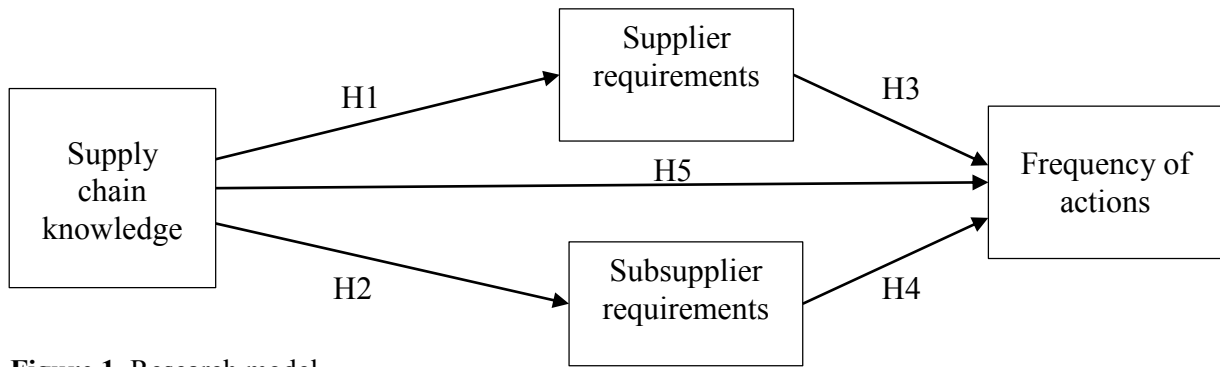 Supplier
requirements
H1
H3
Supply
chain
knowledge
H5
Frequency of
actions
H2
Subsupplier
requirements
H4
Figure 1. Research model